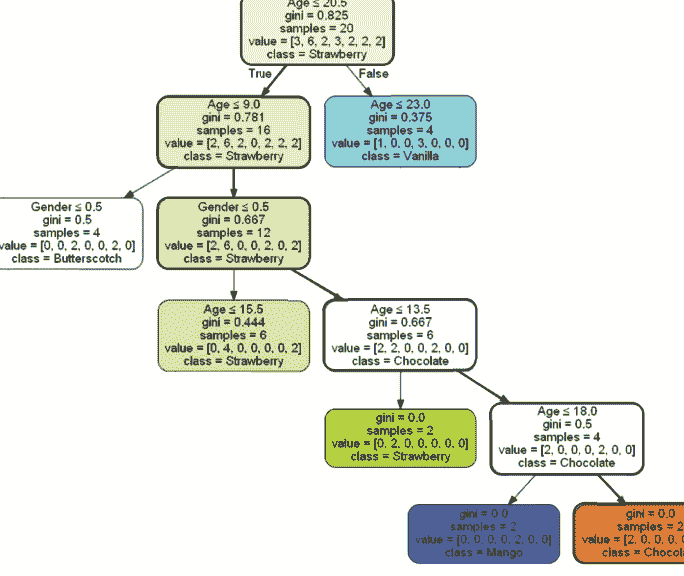 Age ≤ 20.5
gini = 0.825
samples = 20
value = [3, 6, 2, 3, 2, 2, 2]
class = Strawberry
True
False
Age ≤ 9.0
gini = 0.781
samples = 16
value = [2, 6, 2, 0, 2, 2, 2]
class = Strawberry
Age ≤ 23.0
gini = 0.375
samples = 4
value = [1, 0, 0, 3, 0, 0, 0]
class = Vanilla
Gender ≤ 0.5
gini = 0.5
samples = 4
value = [0, 0, 2, 0, 0, 2, 0]
class = Butterscotch
Gender ≤ 0.5
gini = 0.667
samples = 12
value = [2, 6, 0, 0, 2, 0, 2]
class = Strawberry
Age ≤ 15.5
gini = 0.444
samples = 6
value = [0, 4, 0, 0, 0, 0, 2]
class = Strawberry
Age ≤ 13.5
gini = 0.667
samples = 6
value = [2, 2, 0, 0, 2, 0, 0]
class = Chocolate
gini = 0.0
samples = 2
value = [0, 2, 0, 0, 0, 0, 0]
class = Strawberry
Age ≤ 18.0
gini = 0.5
samples = 4
value = [2, 0, 0, 0, 2, 0, 0]
class = Chocolate
gini = 0.0
samples = 2
value = [0, 0, 0, 0, 2, 0, 0]
class = Mango
gini = 0.0
samples = 2
value = [2, 0, 0, 0,
class = Chocola